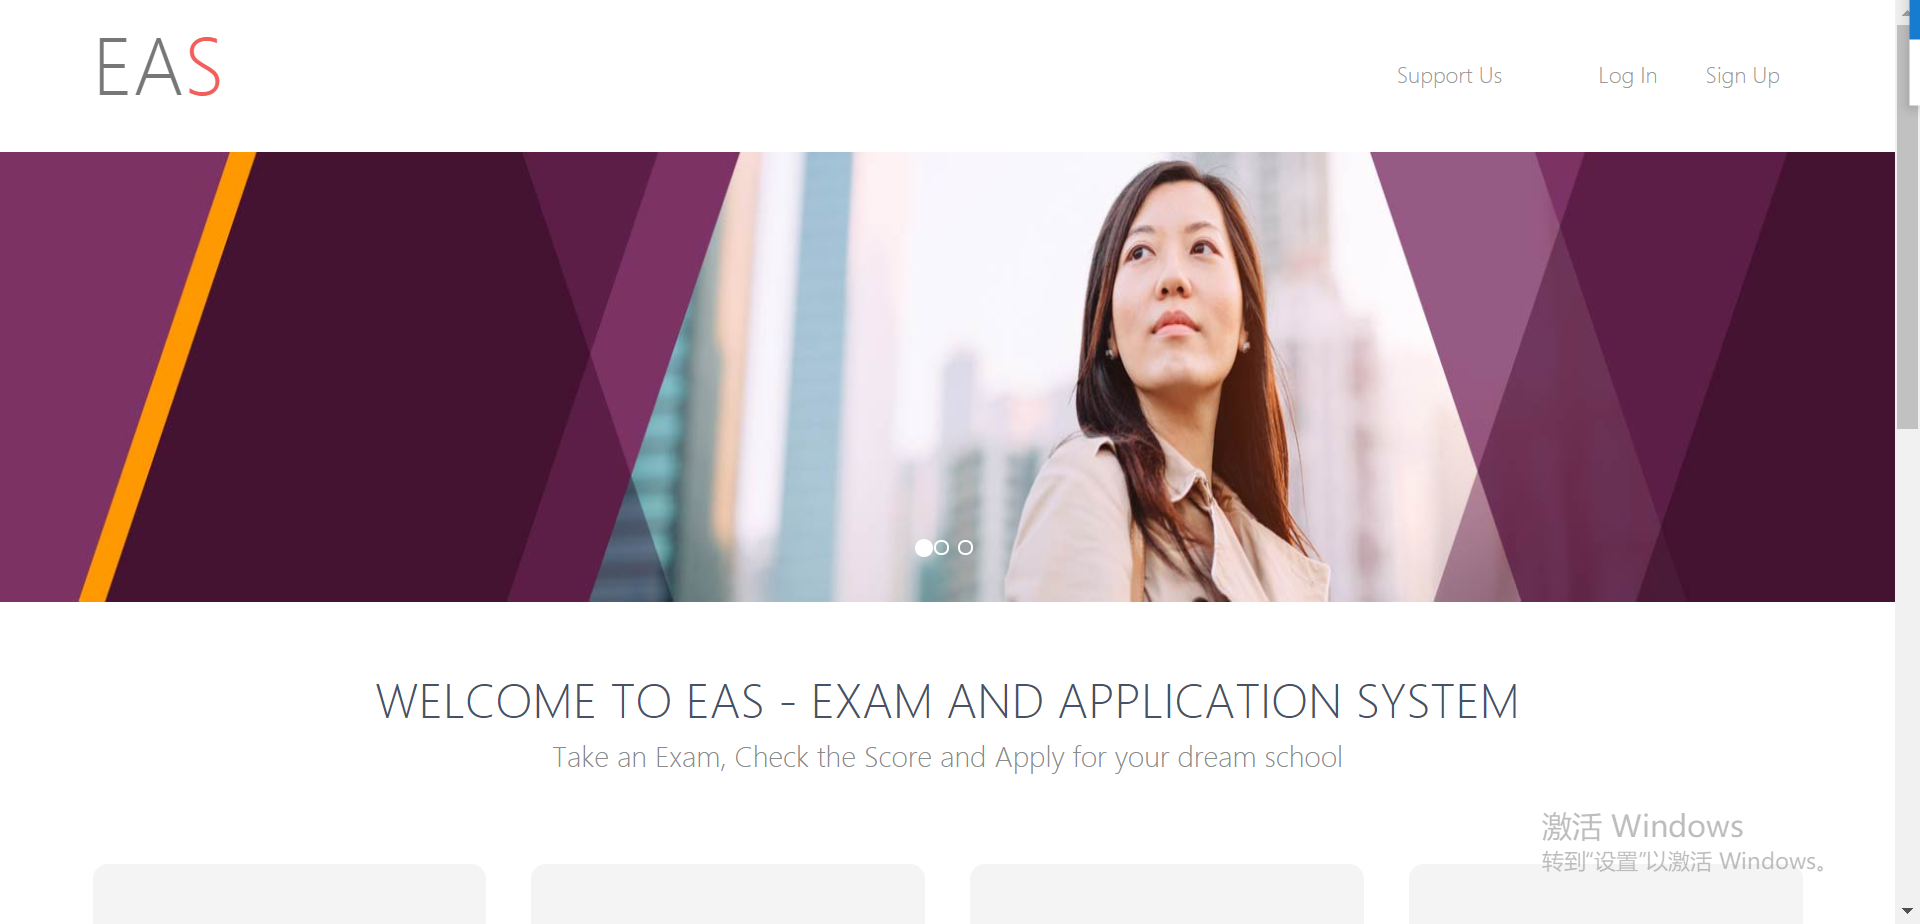 EAS
Support Us
Log In
Sign Up
WELCOME TO EAS - EXAM AND APPLICATION SYSTEM
Take an Exam, Check the Score and Apply for your dream school
激活 Windows
转到“设置”以激活 Windows。